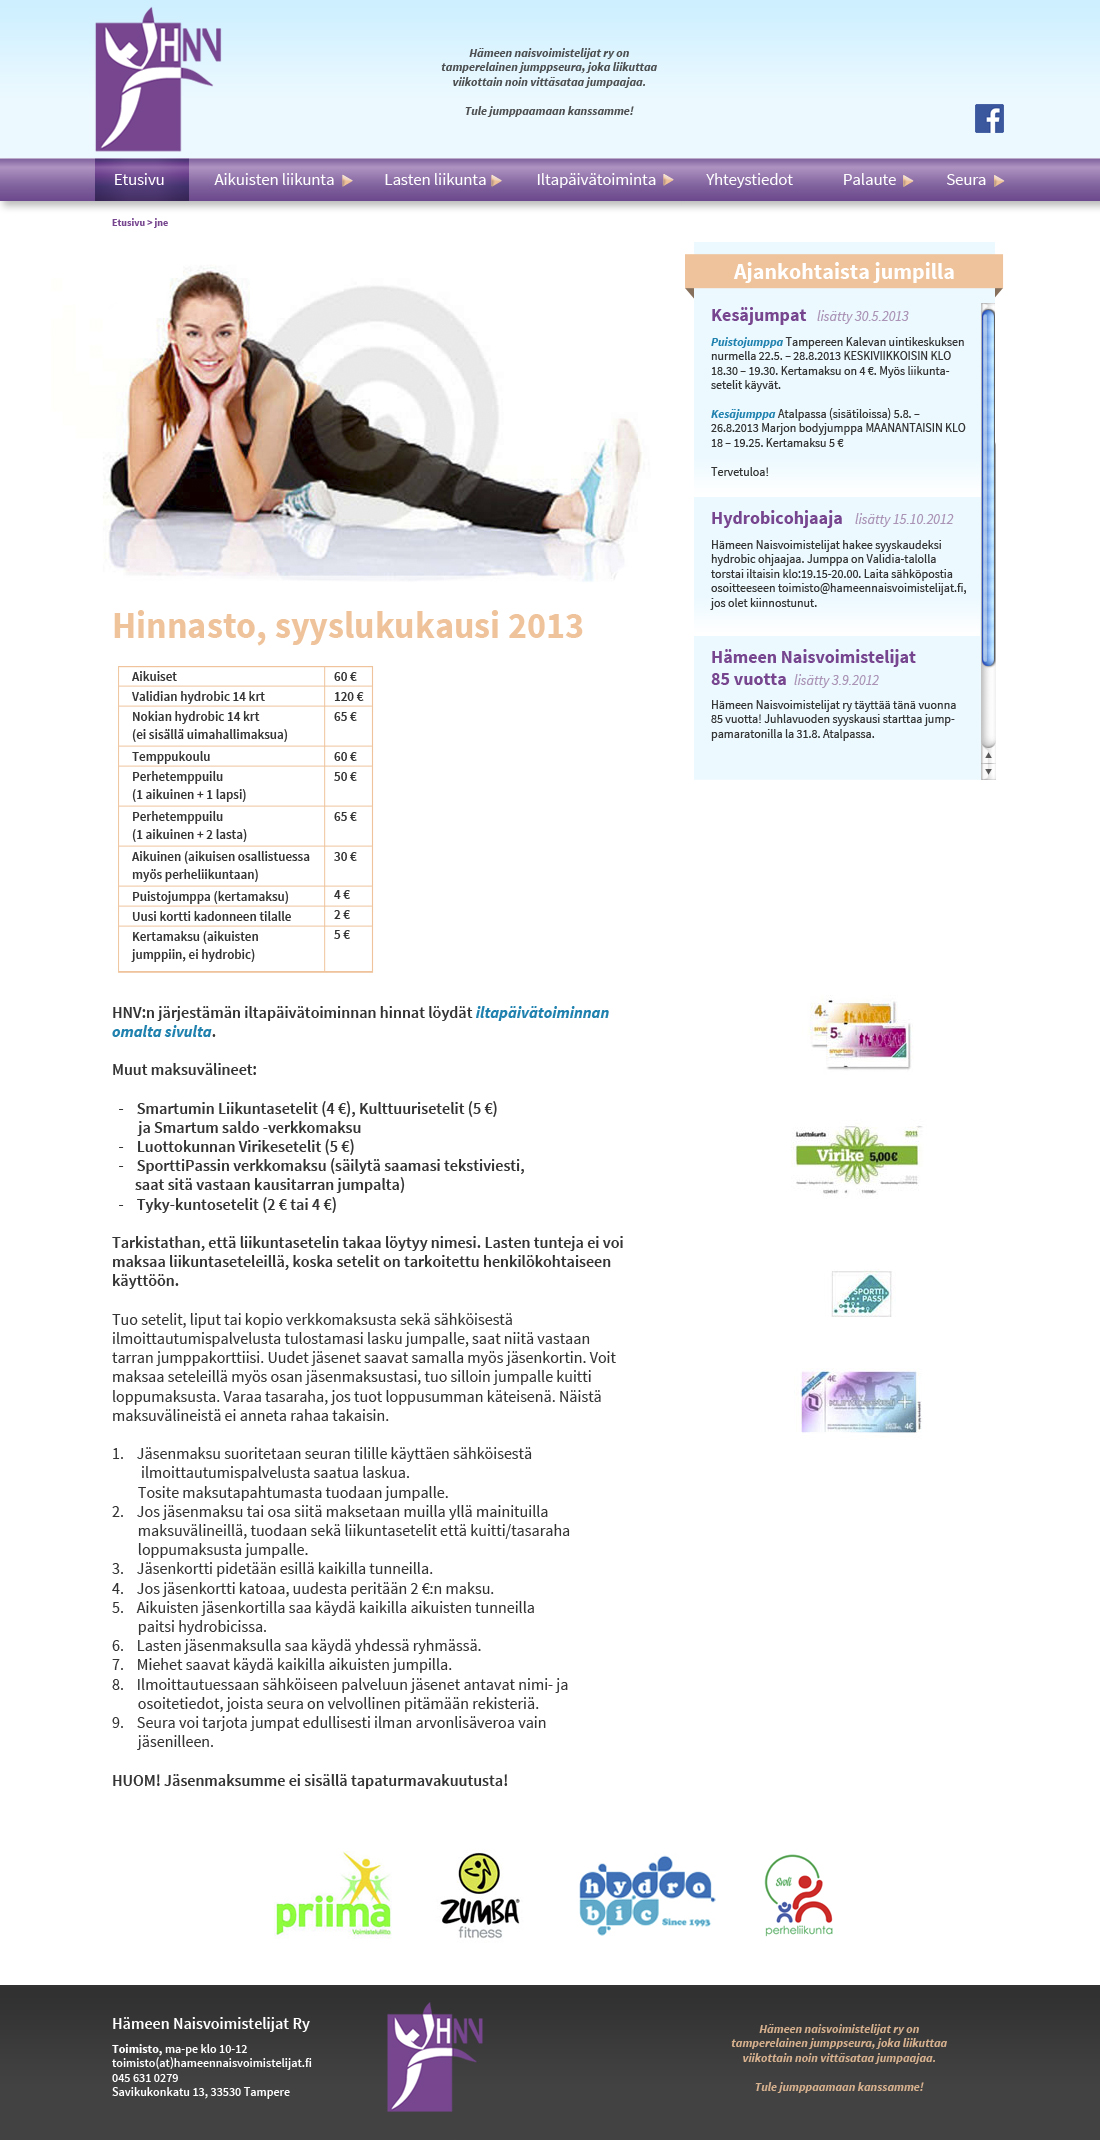 HNN
Hämeen naisvoimistelijat ry on
tamperelainen jumppseura, joka liikuttaa
viikottain noin vittäsataa jumpaajaa.
Tule jumppaamaan kanssamme!
Etusivu Aikuisten liikunta Lasten liikunta Iltapäivätoiminta Yhteystiedot Palaute Seura
Etusivu > jne
Ajankohtaista jumpilla
Kesäjumpat lisätty 30.5.2013
Puistojumppa Tampereen Kalevan uintikeskuksen
nurmella 22.5. – 28.8.2013 KESKIVIIKKOISIN KLO
18.30 – 19.30. Kertamaksu on 4 €. Myös liikunta-
setelit käyvät.
Kesäjumppa Atalpassa (sisätiloissa) 5.8. –
26.8.2013 Marjon bodyjumppa MAANANTAISIN KLO
18 – 19.25. Kertamaksu 5 €
Tervetuloa!
Hydrobicohjaaja lisätty 15.10.2012
Hämeen Naisvoimistelijat hakee syyskaudeksi
hydrobic ohjaajaa. Jumppa on Validia-talolla
torstai iltaisin klo:19.15-20.00. Laita sähköpostia
osoitteeseen toimisto@hameennaisvoimistelijat.fi,
jos olet kiinnostunut.
Hämeen Naisvoimistelijat
85 vuotta lisätty 3.9.2012
Hämeen Naisvoimistelijat ry täyttää tänä vuonna
85 vuotta! Juhlavuoden syyskausi starttaa jump-
pamaratonilla la 31.8. Atalpassa.
Hinnasto, syyslukukausi 2013
Aikuiset 60 €
Validian hydrobic 14 krt 120 €
Nokian hydrobic 14 krt 65 €
(ei sisällä uimahallimaksua)
Temppukoulu 60 €
Perhetemppuilu 50 €
(1 aikuinen + 1 lapsi)
Perhetemppuilu 65 €
(1 aikuinen + 2 lasta)
Aikuinen (aikuisen osallistuessa 30 €
myös perheliikuntaan)
Puistojumppa (kertamaksu) 4 €
Uusi kortti kadonneen tilalle 2 €
Kertamaksu (aikuisten 5 €
jumppiin, ei hydrobic)
HNV:n järjestämän iltapäivätoiminnan hinnat löydät iltapäivätoiminnan
omalta sivulta.
Muut maksuvälineet:
- Smartumin Liikuntasetelit (4 €), Kulttuurisetelit (5 €)
ja Smartum saldo -verkkomaksu
- Luottokunnan Virikesetelit (5 €)
- SporttiPassin verkkomaksu (säilytä saamasi tekstiviesti,
saat sitä vastaan kausitarran jumpalta)
- Tyky-kuntosetelit (2 € tai 4 €)
Tarkistathan, että liikuntasetelin takaa löytyy nimesi. Lasten tunteja ei voi
maksaa liikuntaseteleillä, koska setelit on tarkoitettu henkilökohtaiseen
käyttöön.
Tuo setelit, liput tai kopio verkkomaksusta sekä sähköisestä
ilmoittautumispalvelusta tulostamasi lasku jumpalle, saat niitä vastaan
tarran jumppakorttiisi. Uudet jäsenet saavat samalla myös jäsenkortin. Voit
maksaa seteleillä myös osan jäsenmaksustasi, tuo silloin jumpalle kuitti
loppumaksusta. Varaa tasaraha, jos tuot loppusumman käteisenä. Näistä
maksuvälineistä ei anneta rahaa takaisin.
1. Jäsenmaksu suoritetaan seuran tilille käyttäen sähköisestä
ilmoittautumispalvelusta saatua laskua.
Tosite maksutapahtumasta tuodaan jumpalle.
2. Jos jäsenmaksu tai osa siitä maksetaan muilla yllä mainituilla
maksuvälineillä, tuodaan sekä liikuntasetelit että kuitti/tasaraha
loppumaksusta jumpalle.
3. Jäsenkortti pidetään esillä kaikilla tunneilla.
4. Jos jäsenkortti katoaa, uudesta peritään 2 €:n maksu.
5. Aikuisten jäsenkortilla saa käydä kaikilla aikuisten tunneilla
paitsi hydrobicissa.
6. Lasten jäsenmaksulla saa käydä yhdessä ryhmässä.
7. Miehet saavat käydä kaikilla aikuisten jumpilla.
8. Ilmoittautuessaan sähköiseen palveluun jäsenet antavat nimi- ja
osoitetiedot, joista seura on velvollinen pitämään rekisteriä.
9. Seura voi tarjota jumpat edullisesti ilman arvonlisäveroa vain
jäsenilleen.
HUOM! Jäsenmaksumme ei sisällä tapaturmavakuutusta!
4€
5€
smartum
Luottokunta 2011
Virike 5,00€
SPORTTI
PASSI
4€
Kuntoseteli+
4€
priima
Voimisteluliitto
ZUMBA
fitness
hydro
bic
Since 1993
Svoli
perheliikunta
Hämeen Naisvoimistelijat Ry
Toimisto, ma-pe klo 10-12
toimisto(at)hameennaisvoimistelijat.fi
045 631 0279
Savikukonkatu 13, 33530 Tampere
HNN
Hämeen naisvoimistelijat ry on
tamperelainen jumppseura, joka liikuttaa
viikottain noin vittäsataa jumpaajaa.
Tule jumppaamaan kanssamme!